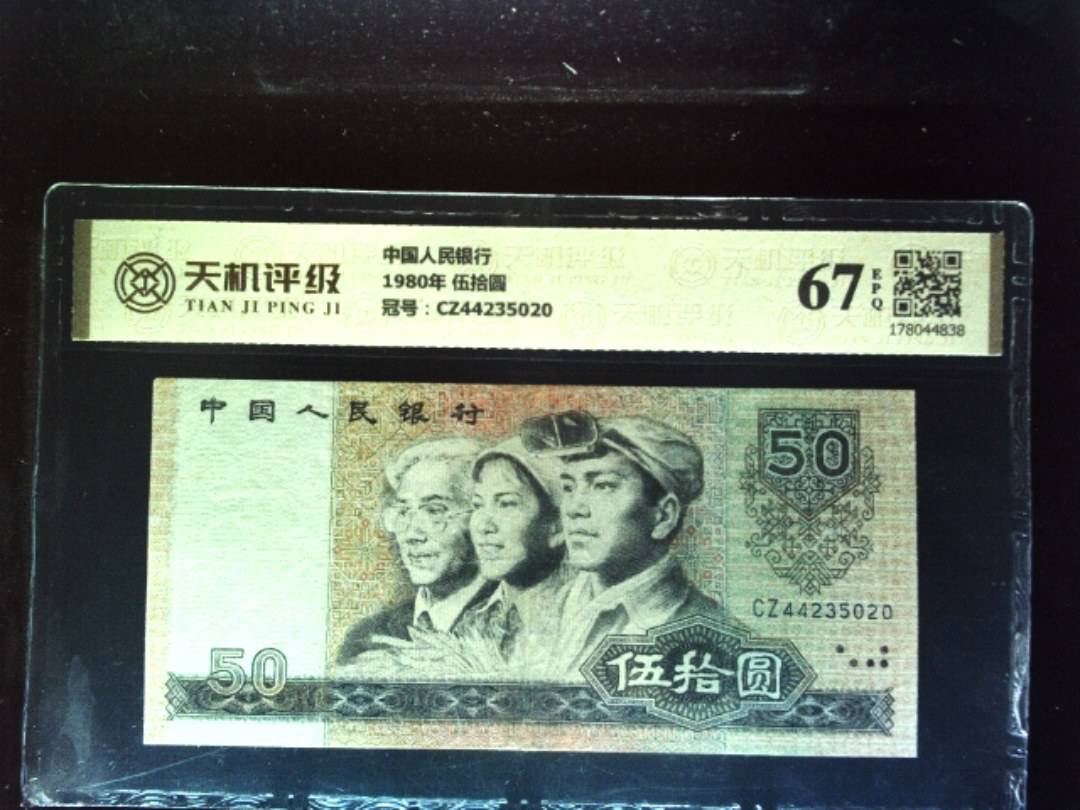 天机评级
TIAN JI PING JI
中国人民银行
1980年 伍拾圆
冠号：CZ44235020
67
EPQ
178044838
中国人民银行
50
CZ44235020
50
伍拾圆